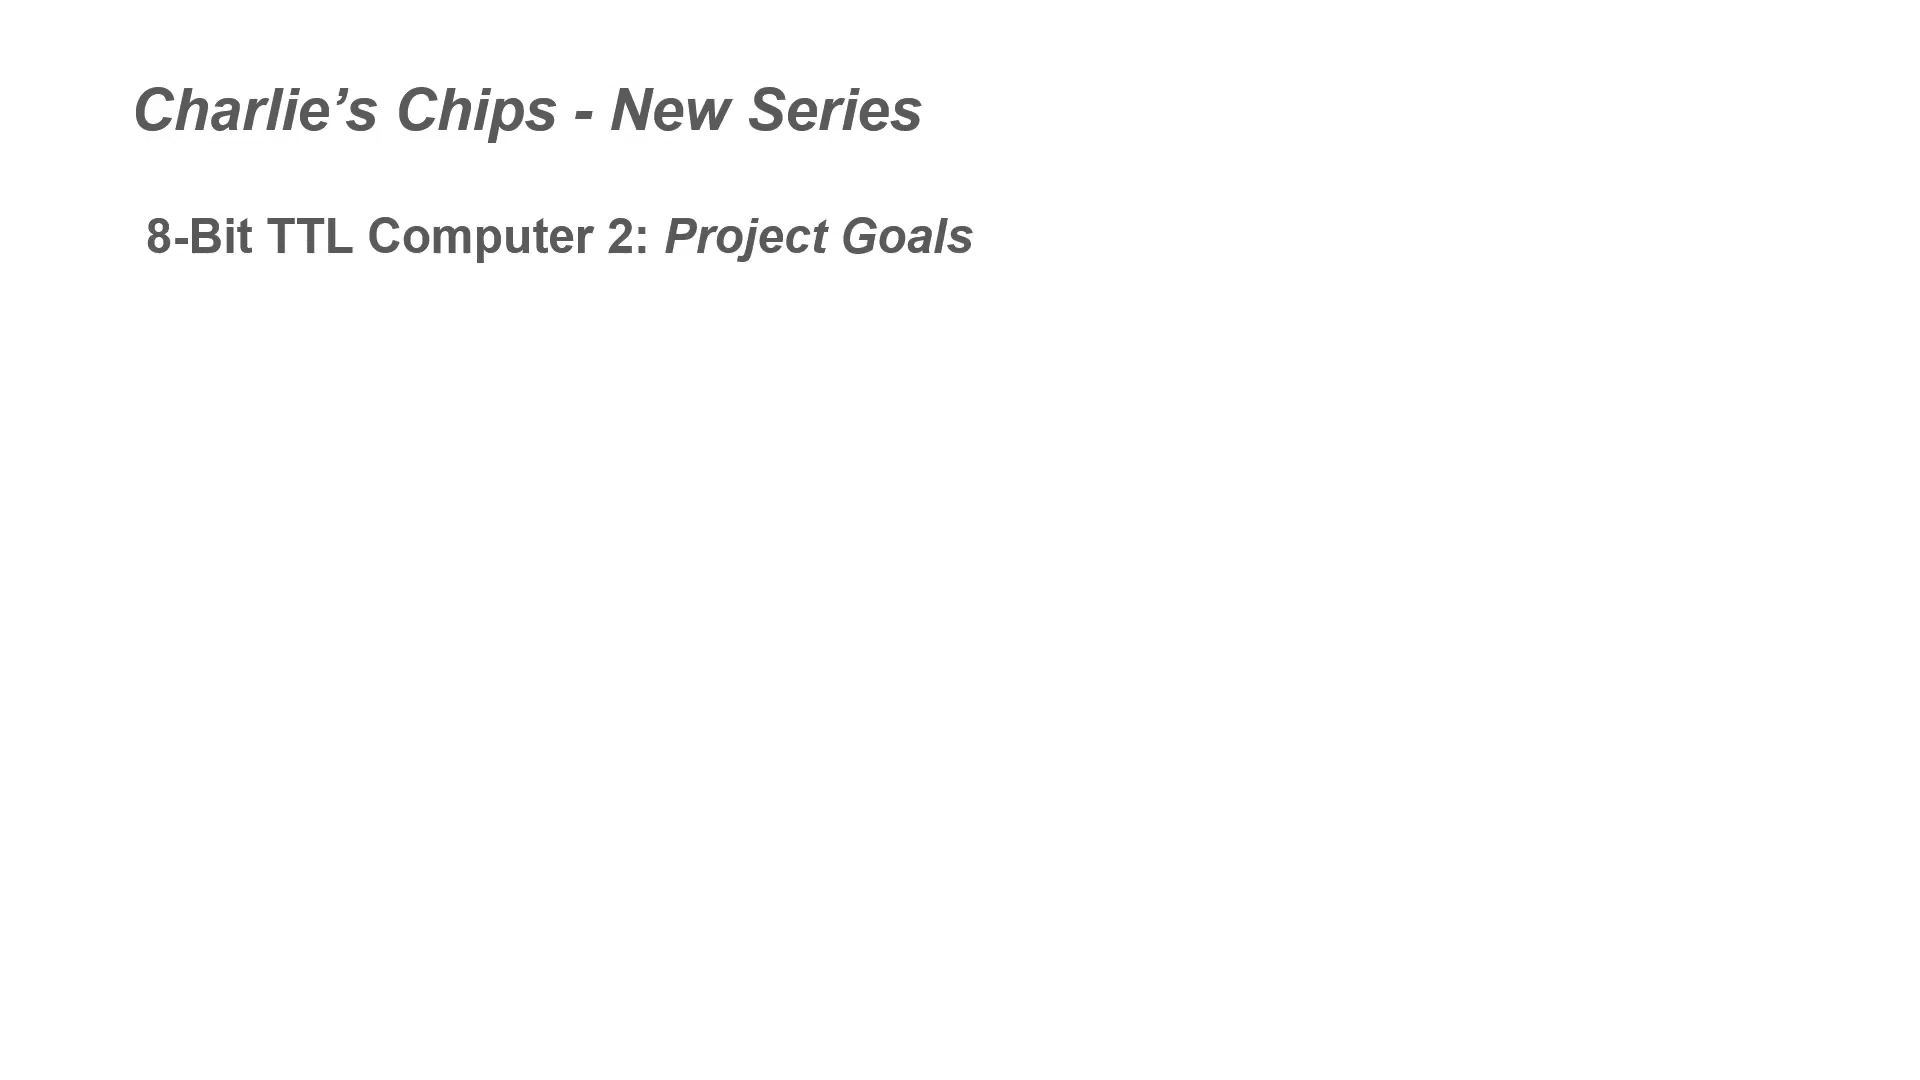 Charlie’s Chips - New Series
8-Bit TTL Computer 2: Project Goals